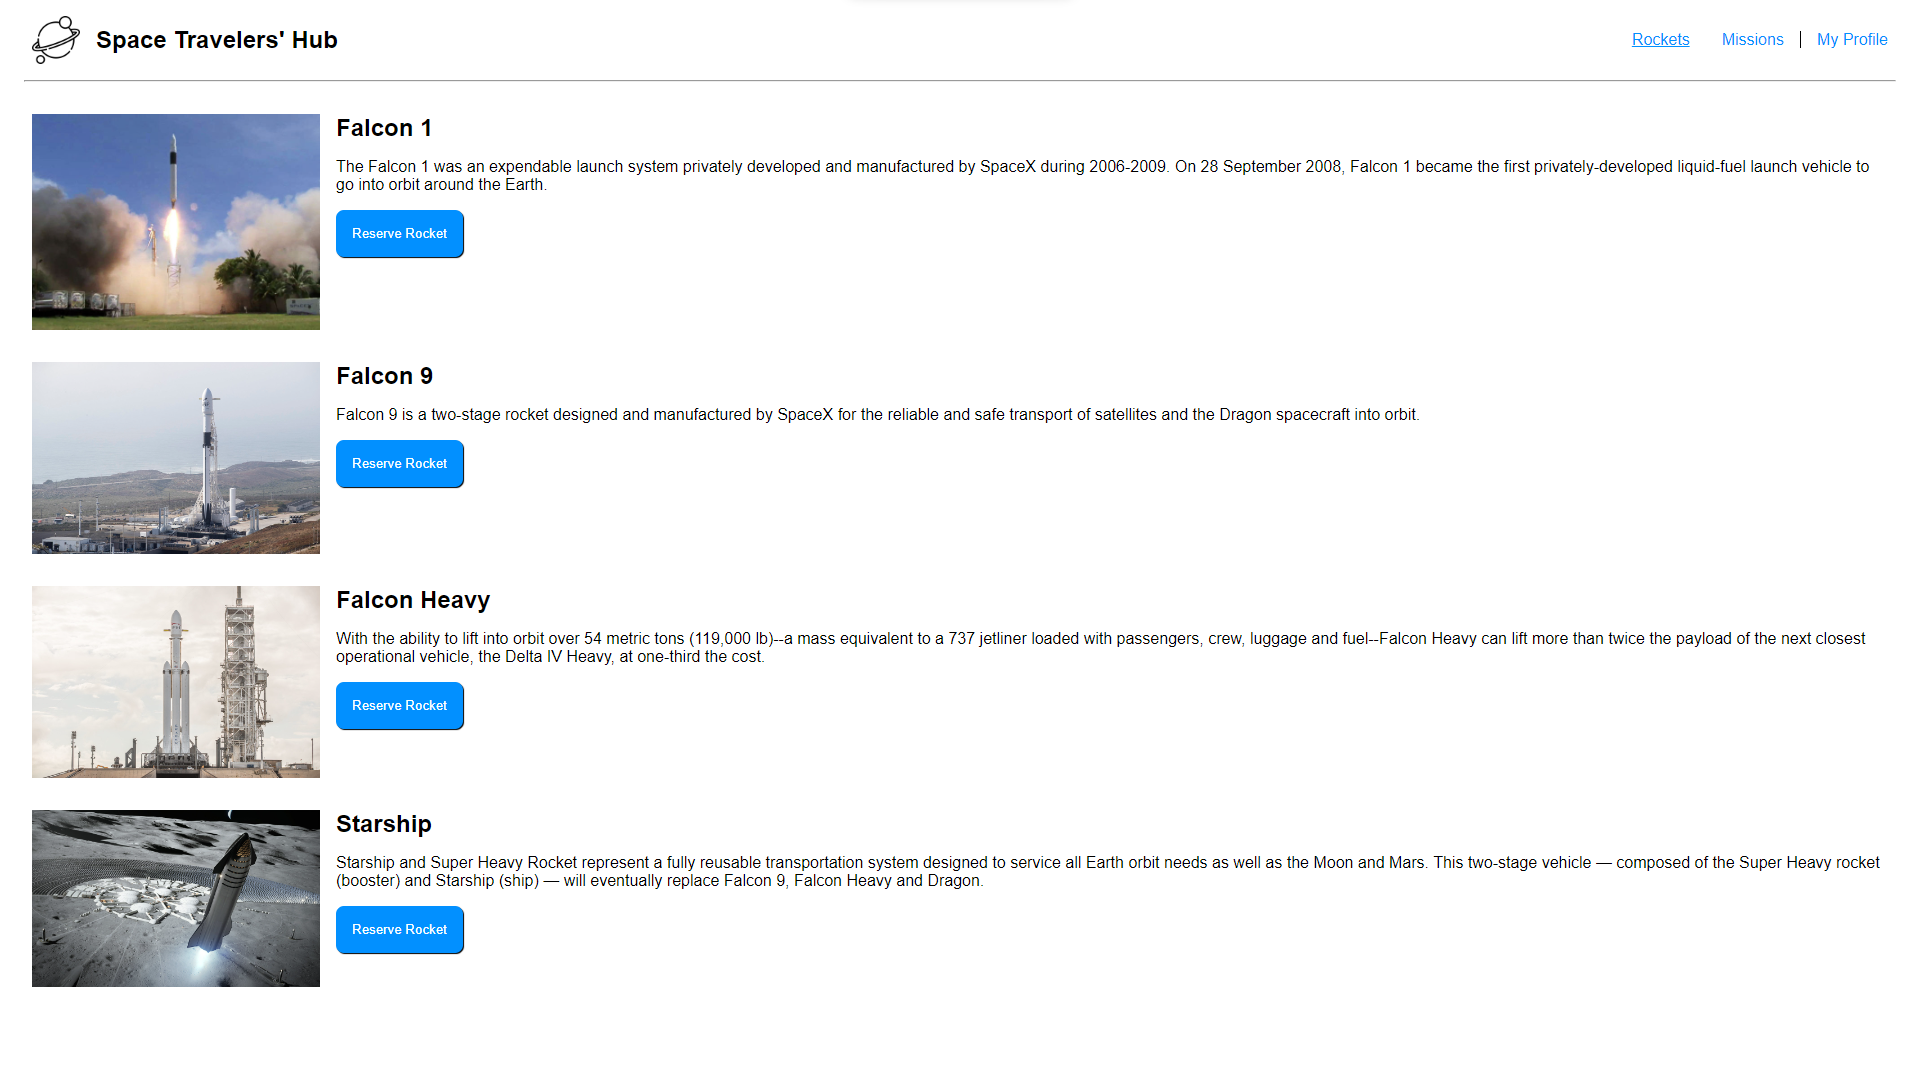 Space Travelers' Hub
Rockets
Missions
My Profile
Falcon 1
The Falcon 1 was an expendable launch system privately developed and manufactured by SpaceX during 2006-2009. On 28 September 2008, Falcon 1 became the first privately-developed liquid-fuel launch vehicle to
go into orbit around the Earth.
Reserve Rocket
Falcon 9
Falcon 9 is a two-stage rocket designed and manufactured by SpaceX for the reliable and safe transport of satellites and the Dragon spacecraft into orbit.
Reserve Rocket
Falcon Heavy
With the ability to lift into orbit over 54 metric tons (119,000 lb)--a mass equivalent to a 737 jetliner loaded with passengers, crew, luggage and fuel--Falcon Heavy can lift more than twice the payload of the next closest
operational vehicle, the Delta IV Heavy, at one-third the cost.
Reserve Rocket
Starship
Starship and Super Heavy Rocket represent a fully reusable transportation system designed to service all Earth orbit needs as well as the Moon and Mars. This two-stage vehicle — composed of the Super Heavy rocket
(booster) and Starship (ship) — will eventually replace Falcon 9, Falcon Heavy and Dragon.
Reserve Rocket